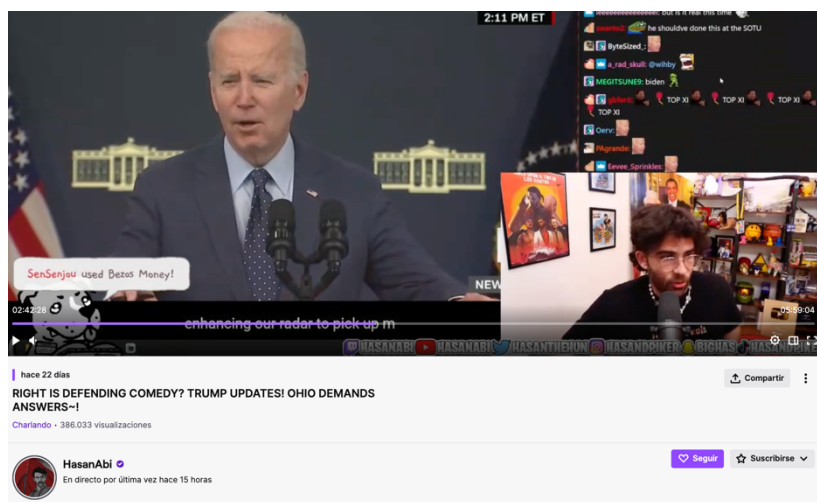 2:11 PM ET
leeeeeeeeeeeeee: but is it real this time
he shouldve done this at the SOTU
ByteSized_:
a_rad_skull: @wihby
MEGITSUNE9: biden
TOP XI TOP XI TOP XI
TOP XI
Oerv:
PAgrande:
Eevee_Sprinkles:
SenSenjou used Bezos Money!
NEW
02:42:28
05:59:04
enhancing our radar to pick up m
HASANABI HASANABI HASANTHEHUN HASANDPIKER BIGHAS HASANDPIKE
hace 22 días
RIGHT IS DEFENDING COMEDY? TRUMP UPDATES! OHIO DEMANDS
ANSWERS~!
Compartir
Charlando • 386.033 visualizaciones
HasanAbi
En directo por última vez hace 15 horas
Seguir
Suscribirse